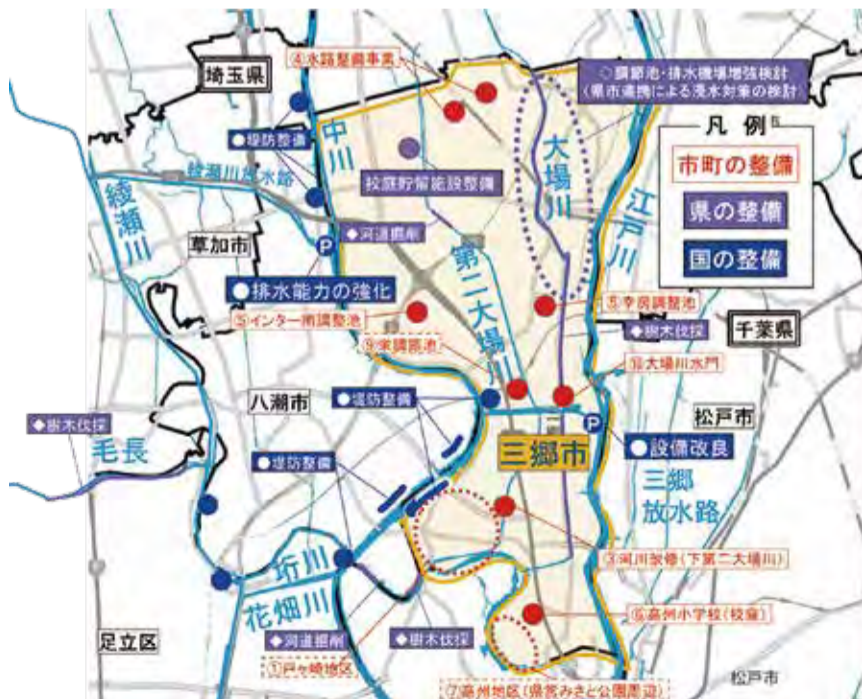 埼玉県
④水路整備事業
◇調節池・排水機場増強検討
(県市連携による浸水対策の検討)
凡例
市町の整備
県の整備
国の整備
中川
●堤防整備
校庭貯留施設整備
大場川
江戸川
綾瀬川放水路
綾瀬川
草加市
P
◆河道掘削
●排水能力の強化
第二大場川
⑤インター南調整池
⑤幸房調整池
◆樹木伐採
千葉県
⑩大場川水門
八潮市
●堤防整備
松戸市
◆樹木伐採
毛長
P
●設備改良
三郷市
●堤防整備
三郷
放水路
垳川
③河川改修(下第二大場川)
花畑川
⑥高州小学校(校庭)
足立区
◆河道掘削
◆樹木伐採
①戸ヶ崎地区
⑦高州地区(県営みさと公園周辺)
松戸市